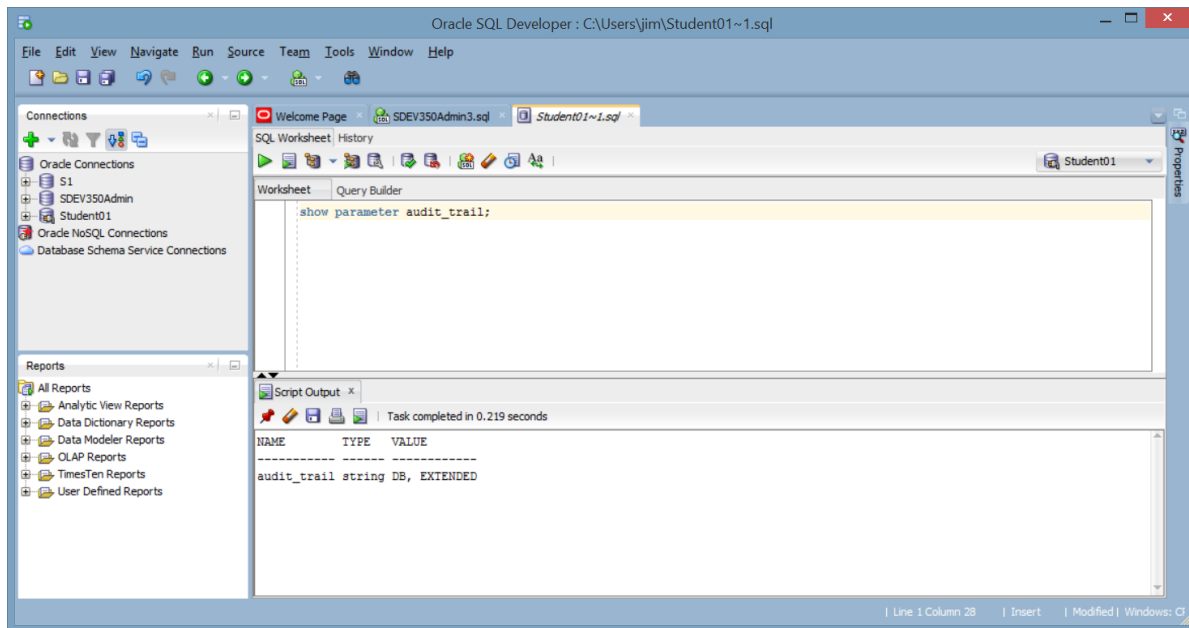 Oracle SQL Developer : C:\Users\jim\Student01~1.sql
File Edit View Navigate Run Source Team Tools Window Help
Connections
Oracle Connections
S1
SDEV350Admin
Student01
Oracle NoSQL Connections
Database Schema Service Connections
Reports
All Reports
Analytic View Reports
Data Dictionary Reports
Data Modeler Reports
OLAP Reports
TimesTen Reports
User Defined Reports
Welcome Page SDEV350Admin3.sql Student01~1.sql
SQL Worksheet History
Student01
Worksheet Query Builder
show parameter audit_trail;
Script Output
Task completed in 0.219 seconds
NAME TYPE VALUE
----------- ------ ------------
audit_trail string DB, EXTENDED
Properties
| Line 1 Column 28 | Insert | Modified | Windows: